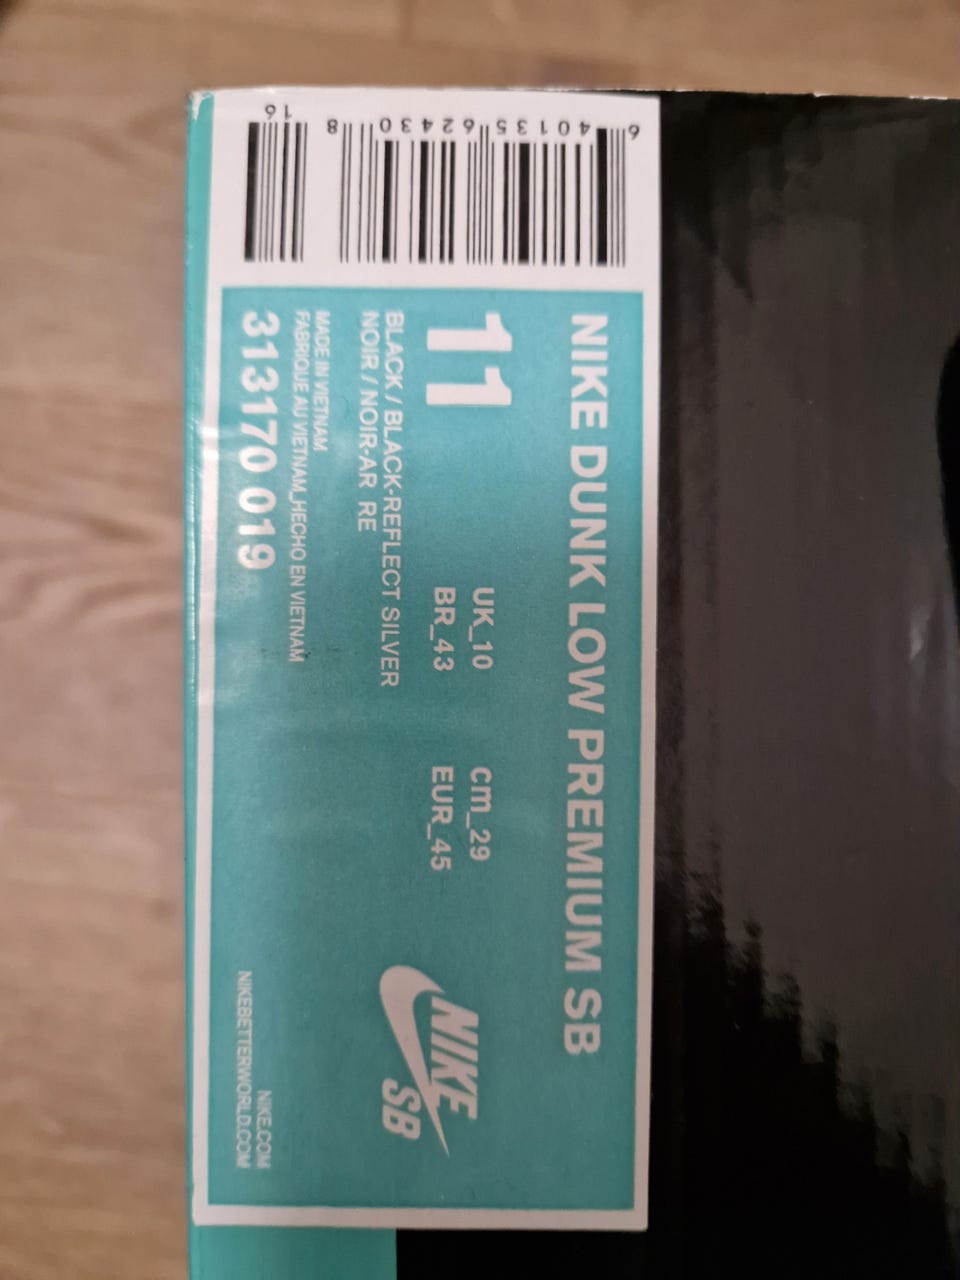 NIKE DUNK LOW PREMIUM SB
11
UK_10 cm_29
BR_43 EUR_45
BLACK / BLACK-REFLECT SILVER
NOIR / NOIR-AR RE
MADE IN VIETNAM
FABRIQUE AU VIETNAM_HECHO EN VIETNAM
313170 019
NIKE
SB
NIKE.COM
NIKEBETTERWORLD.COM
6 40135 62430 8
16